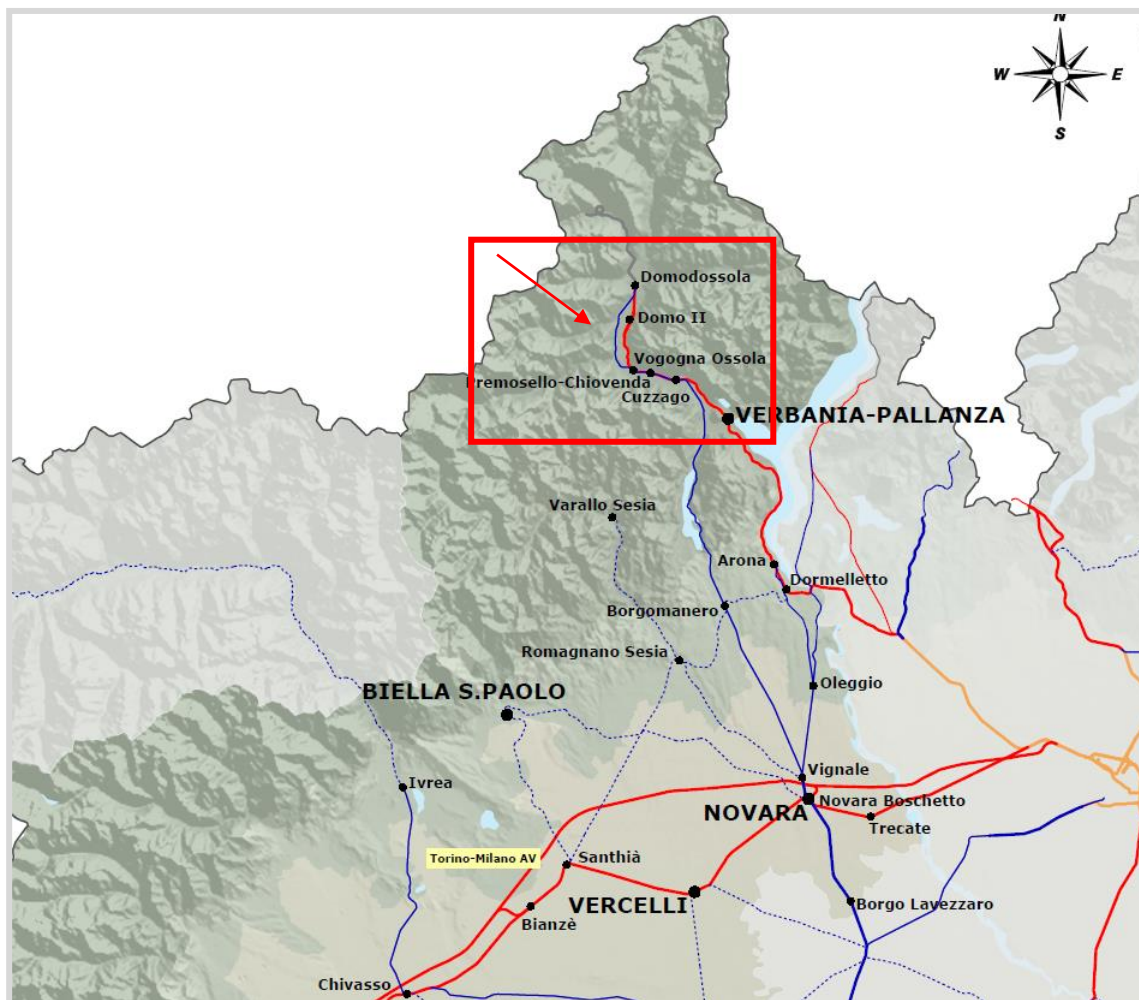 N
W E
S
Domodossola
Domo II
Vogogna Ossola
Premosello-Chiovenda
Cuzzago
VERBANIA-PALLANZA
Varallo Sesia
Arona
Dormelletto
Borgomanero
Romagnano Sesia
Oleggio
BIELLA S.PAOLO
Ivrea
Vignale
NOVARA
Novara Boschetto
Trecate
Torino-Milano AV
Santhià
VERCELLI
Borgo Lavezzaro
Bianzè
Chivasso